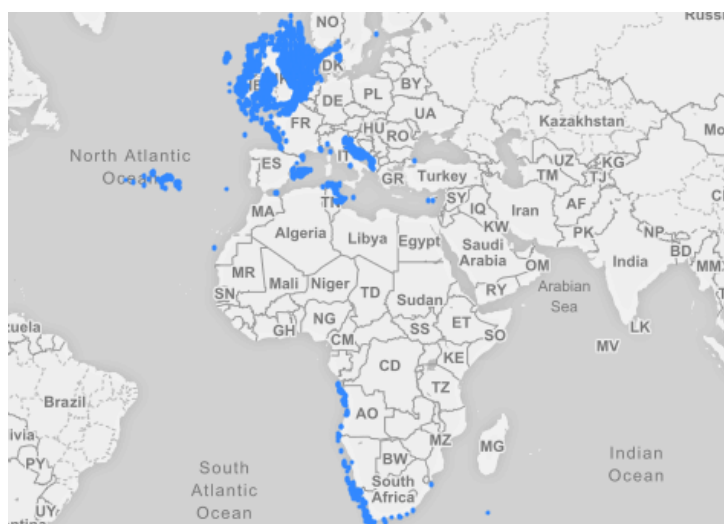 NO
Russi
DK
BY
PL
DE
UA
Kazakhstan
FR
HU
RO
Mo
North Atlantic
Ocean
IT
UZ
KG
ES
GR
Turkey
TM
TJ
TN
SY
AF
MA
IQ
Iran
Algeria
Libya
Egypt
KW
PK
NP
Saudi
Arabia
BD
MR
OM
India
MM
Mali
Niger
TD
RY
Arabian
Sea
SN
Sudan
NG
ET
LK
GH
SS
SO
zuela
CM
MV
KE
CD
TZ
Brazil
AO
livia
MZ
MG
PY
BW
Indian
Ocean
South
Atlantic
Ocean
South
Africa
UY